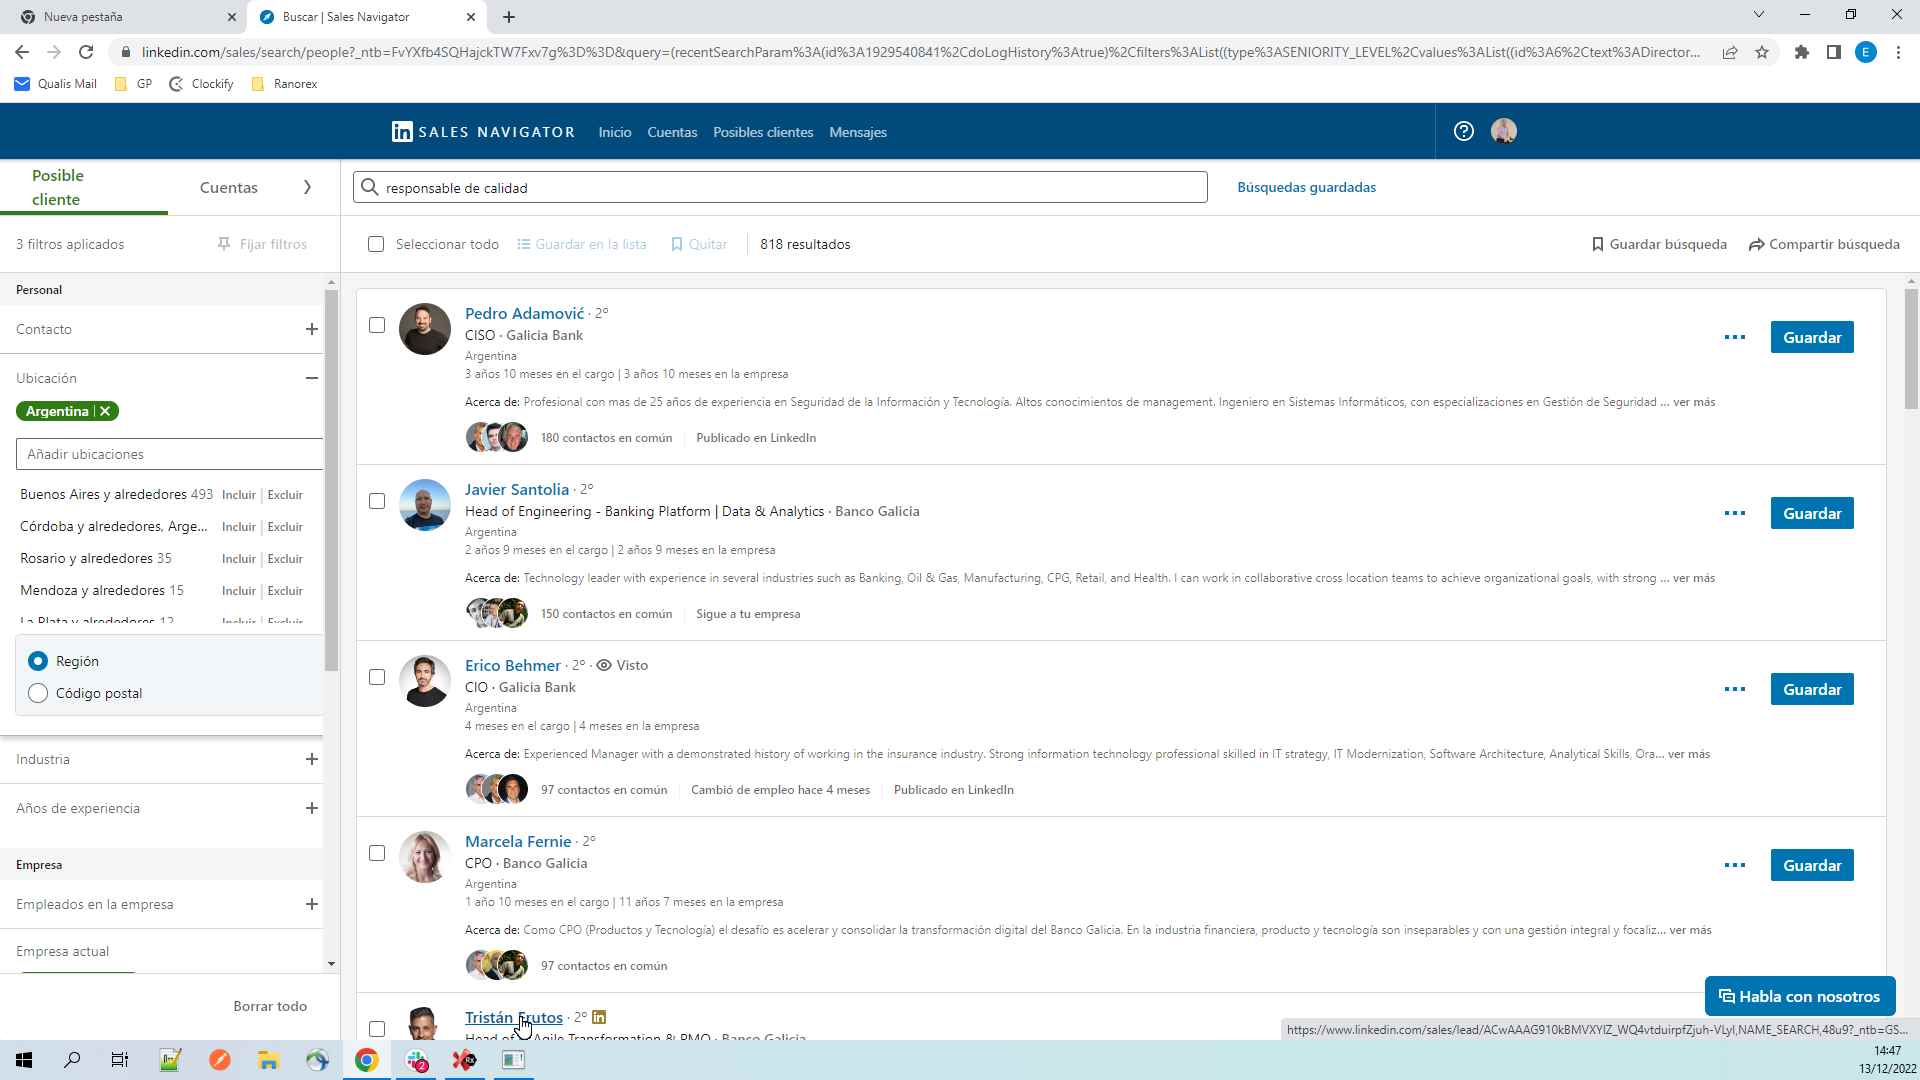 Nueva pestaña
Buscar | Sales Navigator
linkedin.com/sales/search/people?_ntb=FvYXfb4SQHajckTW7Fxv7g%3D%3D&query=(recentSearchParam%3A(id%3A1929540841%2CdoLogHistory%3Atrue)%2Cfilters%3AList((type%3ASENIORITY_LEVEL%2Cvalues%3AList((id%3A6%2Ctext%3ADirector...
E
Qualis Mail
GP
Clockify
Ranorex
in SALES NAVIGATOR
Inicio
Cuentas
Posibles clientes
Mensajes
Posible cliente
Cuentas
responsable de calidad
Búsquedas guardadas
3 filtros aplicados
Fijar filtros
Seleccionar todo
Guardar en la lista
Quitar
818 resultados
Guardar búsqueda
Compartir búsqueda
Personal
Contacto
Ubicación
Argentina
Añadir ubicaciones
Buenos Aires y alrededores 493 Incluir | Excluir
Córdoba y alrededores, Arge... Incluir | Excluir
Rosario y alrededores 35 Incluir | Excluir
Mendoza y alrededores 15 Incluir | Excluir
La Plata y alrededores 12 Incluir | Excluir
Región
Código postal
Industria
Años de experiencia
Empresa
Empleados en la empresa
Empresa actual
Borrar todo
Pedro Adamović · 2º
CISO · Galicia Bank
Argentina
3 años 10 meses en el cargo | 3 años 10 meses en la empresa
Acerca de: Profesional con mas de 25 años de experiencia en Seguridad de la Información y Tecnología. Altos conocimientos de management. Ingeniero en Sistemas Informáticos, con especializaciones en Gestión de Seguridad ... ver más
180 contactos en común
Publicado en LinkedIn
Guardar
Javier Santolia · 2º
Head of Engineering - Banking Platform | Data & Analytics · Banco Galicia
Argentina
2 años 9 meses en el cargo | 2 años 9 meses en la empresa
Acerca de: Technology leader with experience in several industries such as Banking, Oil & Gas, Manufacturing, CPG, Retail, and Health. I can work in collaborative cross location teams to achieve organizational goals, with strong ... ver más
150 contactos en común
Sigue a tu empresa
Guardar
Erico Behmer · 2º · Visto
CIO · Galicia Bank
Argentina
4 meses en el cargo | 4 meses en la empresa
Acerca de: Experienced Manager with a demonstrated history of working in the insurance industry. Strong information technology professional skilled in IT strategy, IT Modernization, Software Architecture, Analytical Skills, Ora... ver más
97 contactos en común
Cambió de empleo hace 4 meses
Publicado en LinkedIn
Guardar
Marcela Fernie · 2º
CPO · Banco Galicia
Argentina
1 año 10 meses en el cargo | 11 años 7 meses en la empresa
Acerca de: Como CPO (Productos y Tecnología) el desafío es acelerar y consolidar la transformación digital del Banco Galicia. En la industria financiera, producto y tecnología son inseparables y con una gestión integral y focaliz... ver más
97 contactos en común
Guardar
Tristán Frutos · 2º in
Head of Agile Transformation & PMO · Banco Galicia
Habla con nosotros
https://www.linkedin.com/sales/lead/ACwAAAG910kBMVXYIZ_WQ4vtduirpfZjuh-VLyI,NAME_SEARCH,48u9?_ntb=GS...
2
14:47
13/12/2022